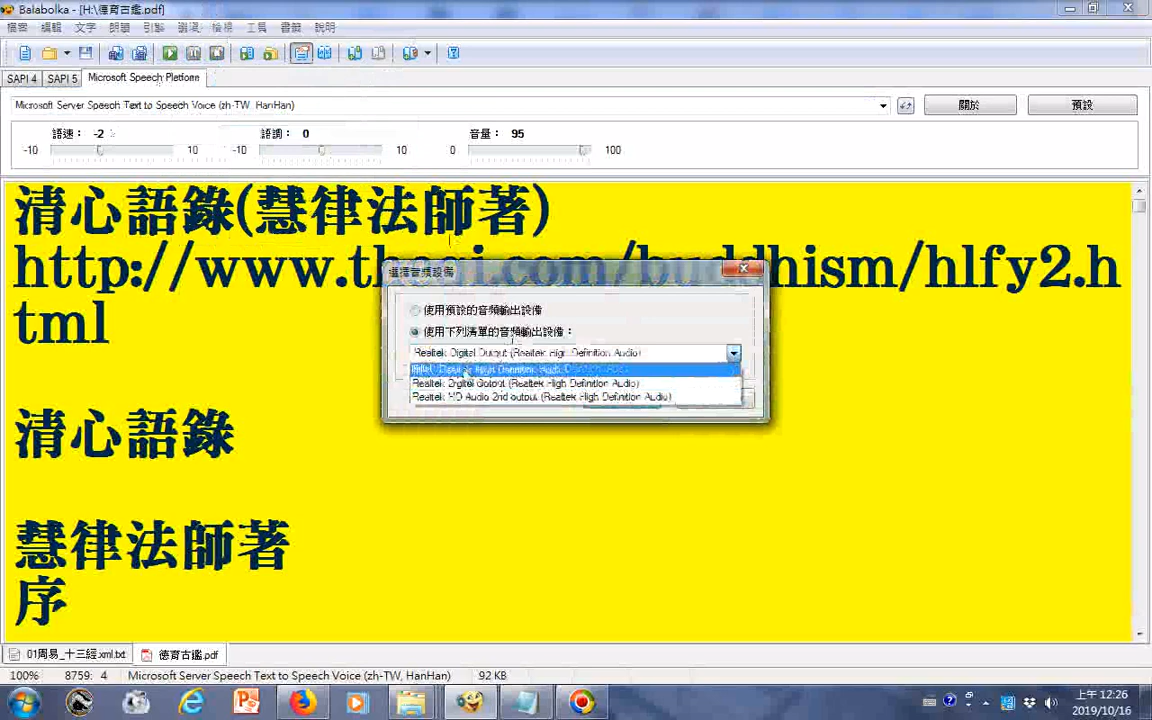 Balabolka - [H:\德育古鑑.pdf]
檔案 編輯 文字 朗讀 引擎 選項 檢視 工具 書籤 說明
SAPI 4 SAPI 5 Microsoft Speech Platform
Microsoft Server Speech Text to Speech Voice (zh-TW, HanHan) 關於 預設
語速： -2 語調： 0 音量： 95
-10 10 -10 10 0 100
清心語錄(慧律法師著)
選擇音頻設備
使用預設的音頻輸出設備
使用下列清單的音頻輸出設備：
Realtek Digital Output (Realtek High Definition Audio)
Realtek Digital Output (Realtek High Definition Audio)
Realtek HD Audio 2nd output (Realtek High Definition Audio)
tml
清心語錄
慧律法師著
序
01周易_十三經.xml.txt 德育古鑑.pdf
100% 8759: 4 Microsoft Server Speech Text to Speech Voice (zh-TW, HanHan) 92 KB
上午 12:26
2019/10/16